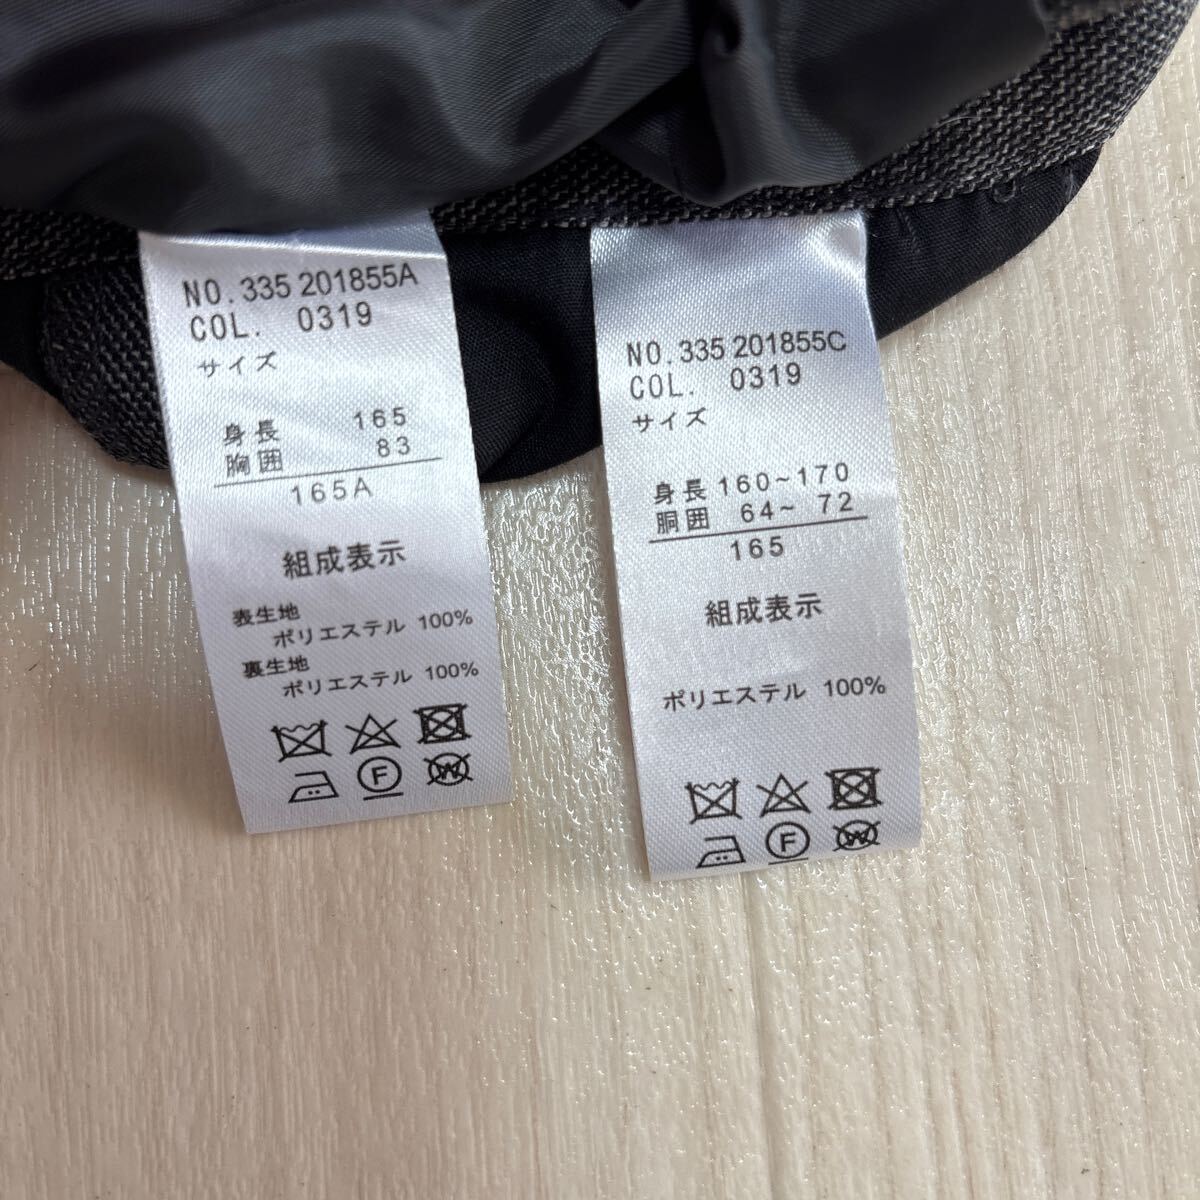 NO. 335 201855A
COL. 0319
サイズ
身長 165
胸囲 83
165A
組成表示
表生地
ポリエステル 100%
裏生地
ポリエステル 100%
F
W
NO. 335 201855C
COL. 0319
サイズ
身長 160~170
胴囲 64~ 72
165
組成表示
ポリエステル 100%
F
W